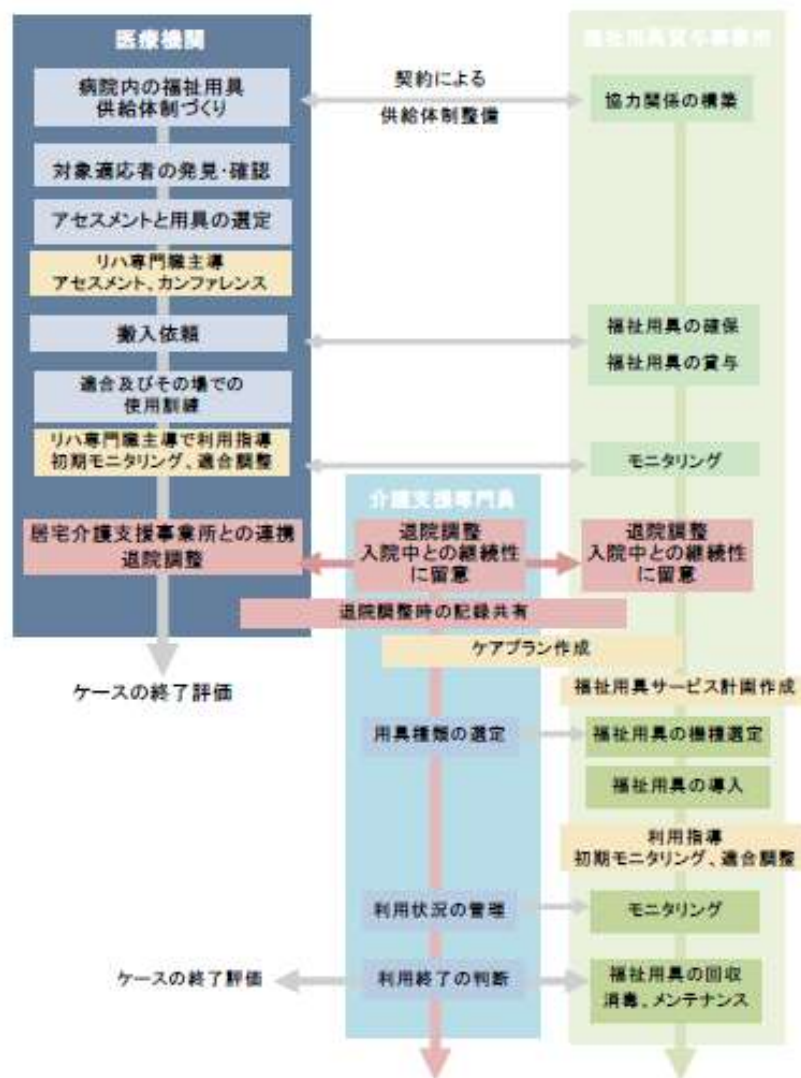 医療機関
福祉用具貸与事業所
病院内の福祉用具
供給体制づくり
契約による
供給体制整備
協力関係の構築
対象適応者の発見・確認
アセスメントと用具の選定
リハ専門職主導
アセスメント、カンファレンス
搬入依頼
福祉用具の確保
福祉用具の貸与
適合及びその場での
使用訓練
リハ専門職主導で利用指導
初期モニタリング、適合調整
モニタリング
介護支援専門員
居宅介護支援事業所との連携
退院調整
退院調整
入院中との継続性
に留意
退院調整
入院中との継続性
に留意
退院調整時の記録共有
ケアプラン作成
ケースの終了評価
福祉用具サービス計画作成
用具種類の選定
福祉用具の機種選定
福祉用具の導入
利用指導
初期モニタリング、適合調整
利用状況の管理
モニタリング
ケースの終了評価
利用終了の判断
福祉用具の回収
消毒、メンテナンス